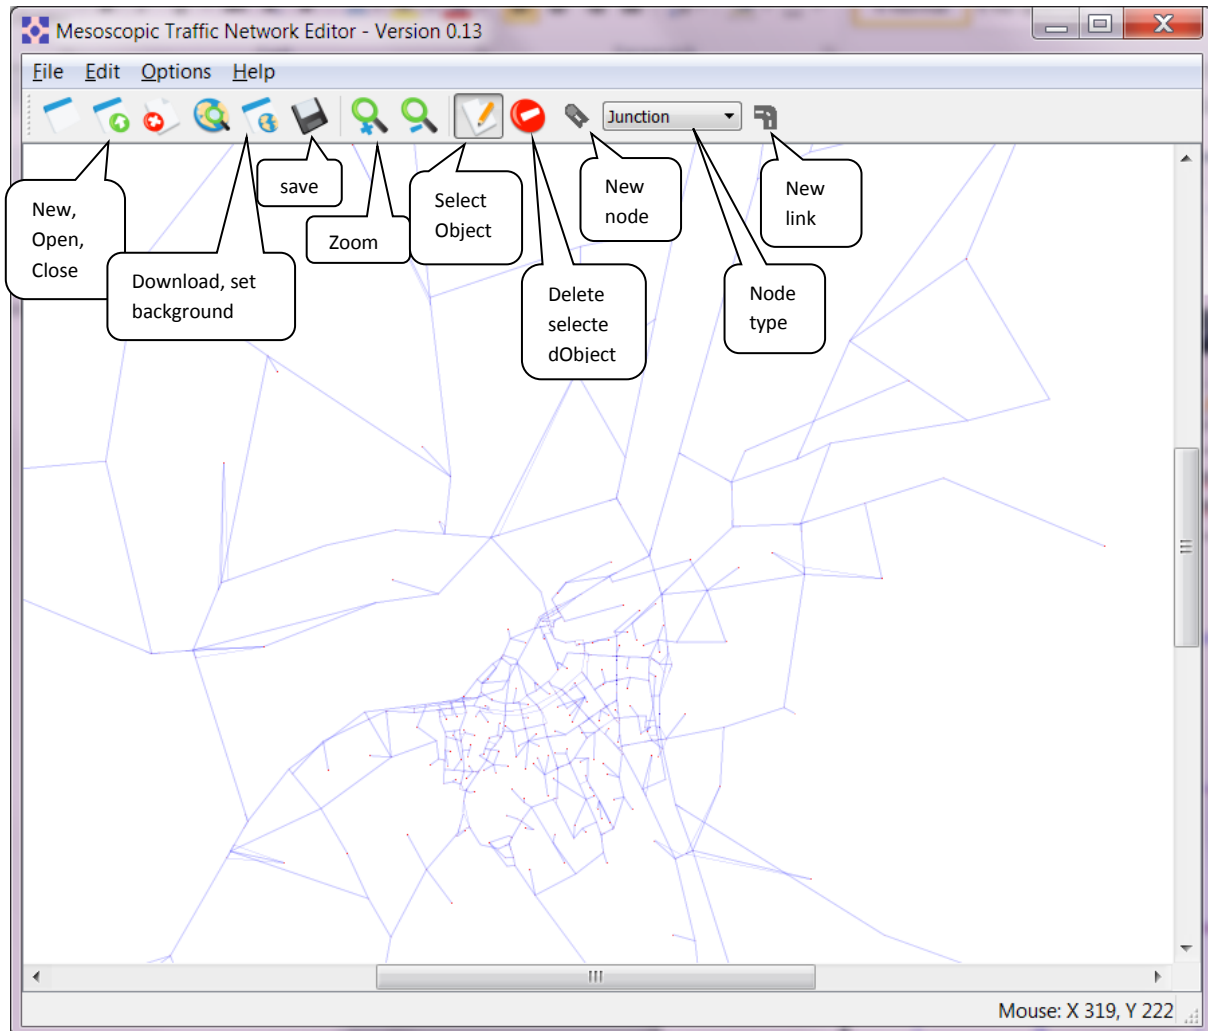 Mesoscopic Traffic Network Editor - Version 0.13
File Edit Options Help
Junction
New,
Open,
Close
Download, set
background
save
Zoom
Select
Object
Delete
selecte
dObject
New
node
Node
type
New
link
Mouse: X 319, Y 222